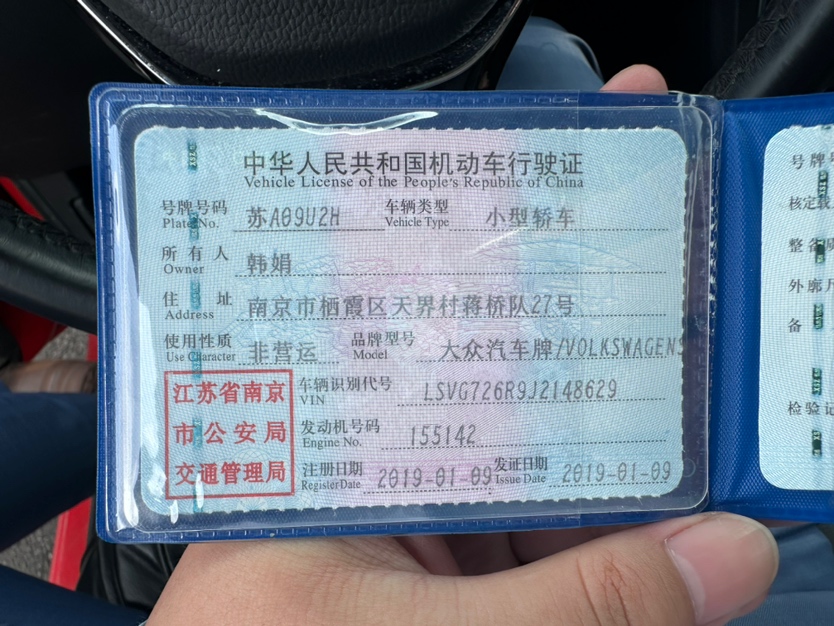 中华人民共和国机动车行驶证
Vehicle License of the People's Republic of China
号牌号码 苏A09U2H 车辆类型 小型轿车
Plate No. Vehicle Type
所有人 韩娟
Owner
住址 南京市栖霞区天界村蒋桥队27号
Address
使用性质 非营运 品牌型号 大众汽车牌/VOLKSWAGEN
Use Character Model
江苏省南京
市公安局
交通管理局
车辆识别代号 LSVG726R9J2148629
VIN
发动机号码 155142
Engine No.
注册日期 2019-01-09 发证日期 2019-01-09
Register Date Issue Date
号牌
核定载
整备质
外廓尺
备
检验记